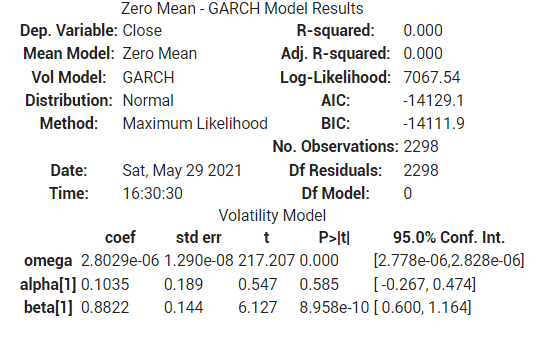 Zero Mean - GARCH Model Results
Dep. Variable: Close R-squared: 0.000
Mean Model: Zero Mean Adj. R-squared: 0.000
Vol Model: GARCH Log-Likelihood: 7067.54
Distribution: Normal AIC: -14129.1
Method: Maximum Likelihood BIC: -14111.9
No. Observations: 2298
Date: Sat, May 29 2021 Df Residuals: 2298
Time: 16:30:30 Df Model: 0
Volatility Model
coef std err t P>|t| 95.0% Conf. Int.
omega 2.8029e-06 1.290e-08 217.207 0.000 [2.778e-06,2.828e-06]
alpha[1] 0.1035 0.189 0.547 0.585 [ -0.267, 0.474]
beta[1] 0.8822 0.144 6.127 8.958e-10 [ 0.600, 1.164]